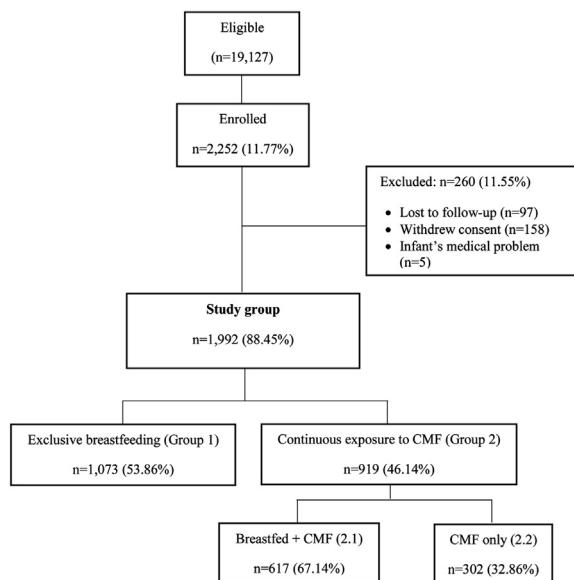 Eligible
(n=19,127)
Enrolled
n=2,252 (11.77%)
Excluded: n=260 (11.55%)
• Lost to follow-up (n=97)
• Withdrew consent (n=158)
• Infant's medical problem
(n=5)
Study group
n=1,992 (88.45%)
Exclusive breastfeeding (Group 1)
n=1,073 (53.86%)
Continuous exposure to CMF (Group 2)
n=919 (46.14%)
Breastfed + CMF (2.1)
n=617 (67.14%)
CMF only (2.2)
n=302 (32.86%)